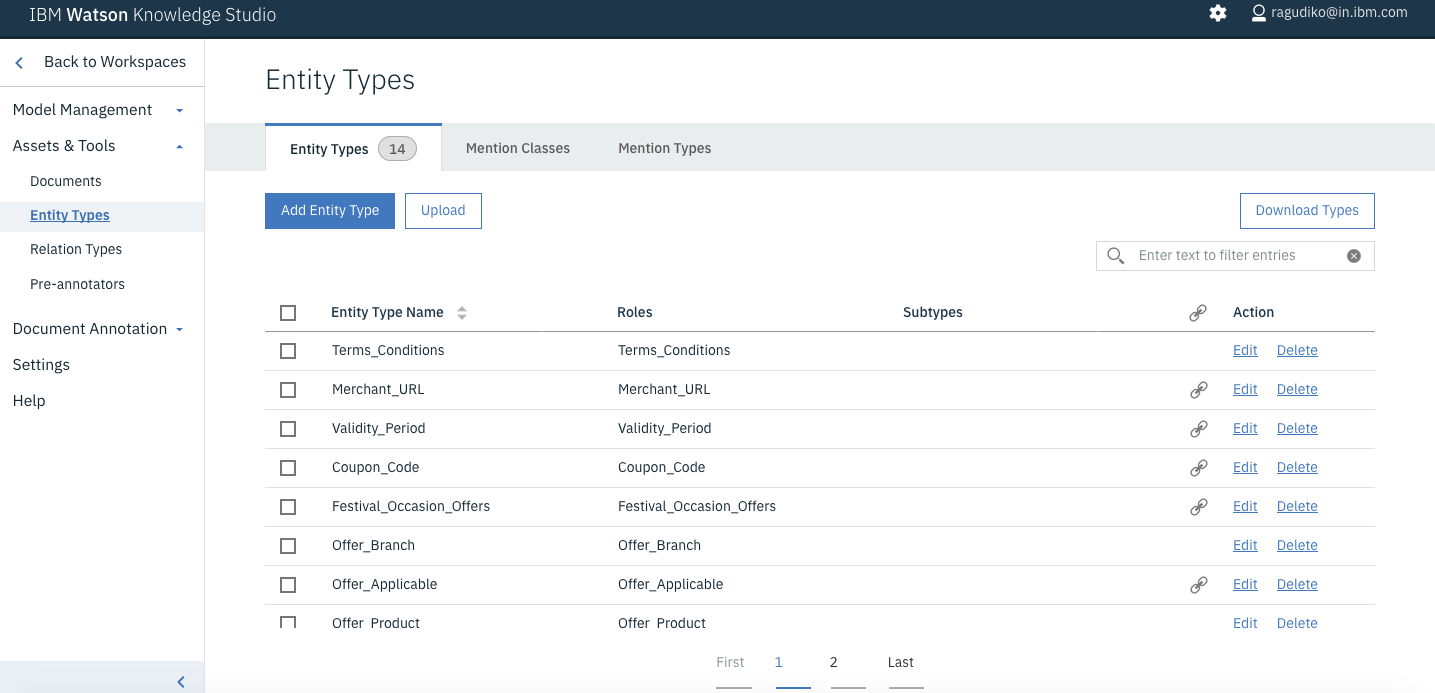 IBM Watson Knowledge Studio
ragudiko@in.ibm.com
Back to Workspaces
Model Management
Assets & Tools
Documents
Entity Types
Relation Types
Pre-annotators
Document Annotation
Settings
Help
Entity Types
Entity Types 14 Mention Classes Mention Types
Add Entity Type Upload Download Types
Enter text to filter entries
Entity Type Name Roles Subtypes Action
Terms_Conditions Terms_Conditions Edit Delete
Merchant_URL Merchant_URL Edit Delete
Validity_Period Validity_Period Edit Delete
Coupon_Code Coupon_Code Edit Delete
Festival_Occasion_Offers Festival_Occasion_Offers Edit Delete
Offer_Branch Offer_Branch Edit Delete
Offer_Applicable Offer_Applicable Edit Delete
Offer_Product Offer_Product Edit Delete
First 1 2 Last